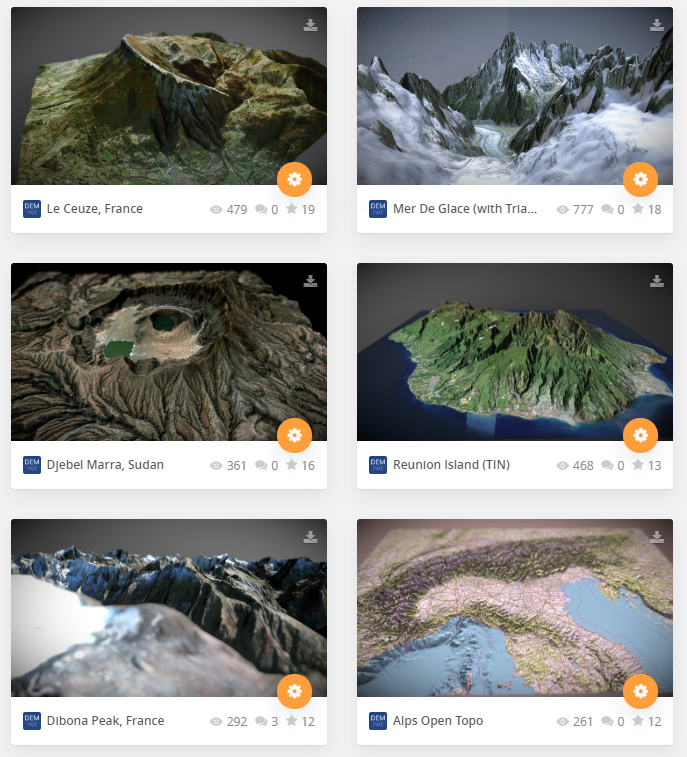 configurators
Le Ceuze, France 479 0 19
Mer De Glace (with Tria... 777 0 18
DEM
net
DEM
net
Djebel Marra, Sudan 361 0 16
Reunion Island (TIN) 468 0 13
DEM
net
DEM
net
Dibona Peak, France 292 3 12
Alps Open Topo 261 0 12
DEM
net
DEM
net